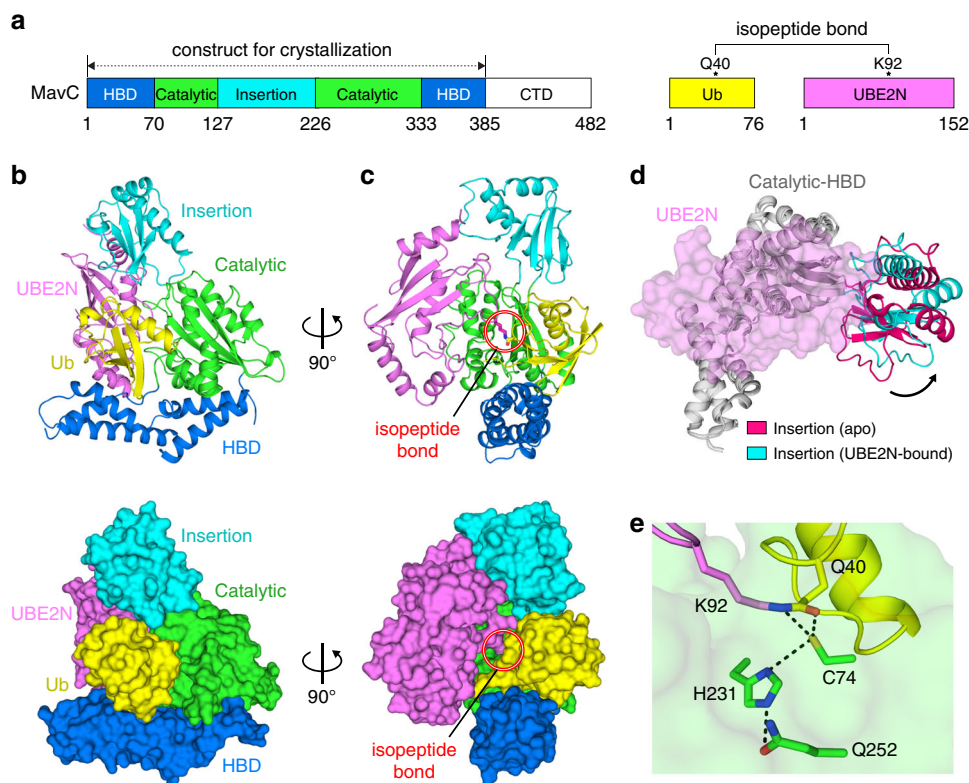 a
construct for crystallization
isopeptide bond
Q40
K92
*
*
MavC
HBD
Catalytic
Insertion
Catalytic
HBD
CTD
Ub
UBE2N
1
70
127
226
333
385
482
1
76
1
152
b
c
d
Insertion
Catalytic
UBE2N
Ub
HBD
90°
isopeptide
bond
Catalytic-HBD
UBE2N
Insertion (apo)
Insertion (UBE2N-bound)
Insertion
Catalytic
UBE2N
Ub
HBD
90°
isopeptide
bond
e
Q40
K92
C74
H231
Q252